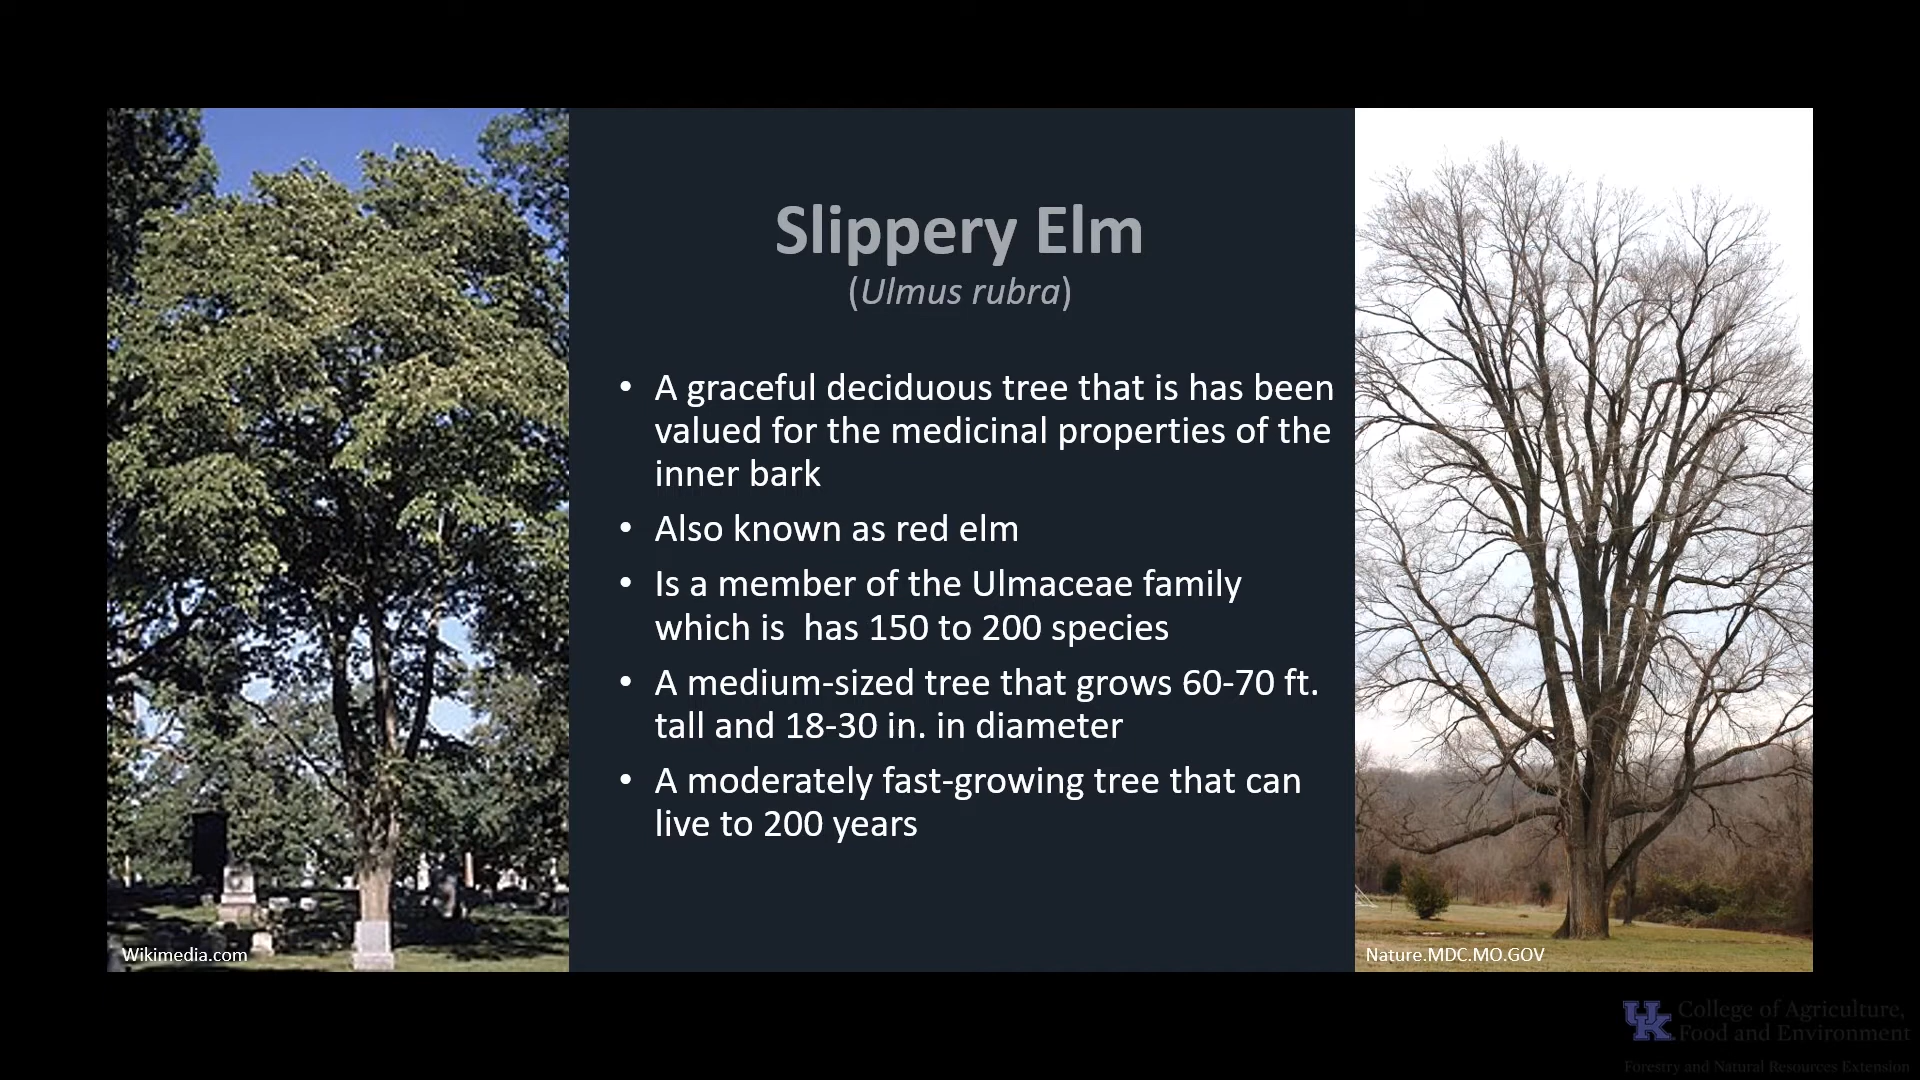 Slippery Elm
(Ulmus rubra)
• A graceful deciduous tree that is has been
valued for the medicinal properties of the
inner bark
• Also known as red elm
• Is a member of the Ulmaceae family
which is  has 150 to 200 species
• A medium-sized tree that grows 60-70 ft.
tall and 18-30 in. in diameter
• A moderately fast-growing tree that can
live to 200 years
Wikimedia.com
Nature.MDC.MO.GOV
UK College of Agriculture,
Food and Environment
Forestry and Natural Resources Extension